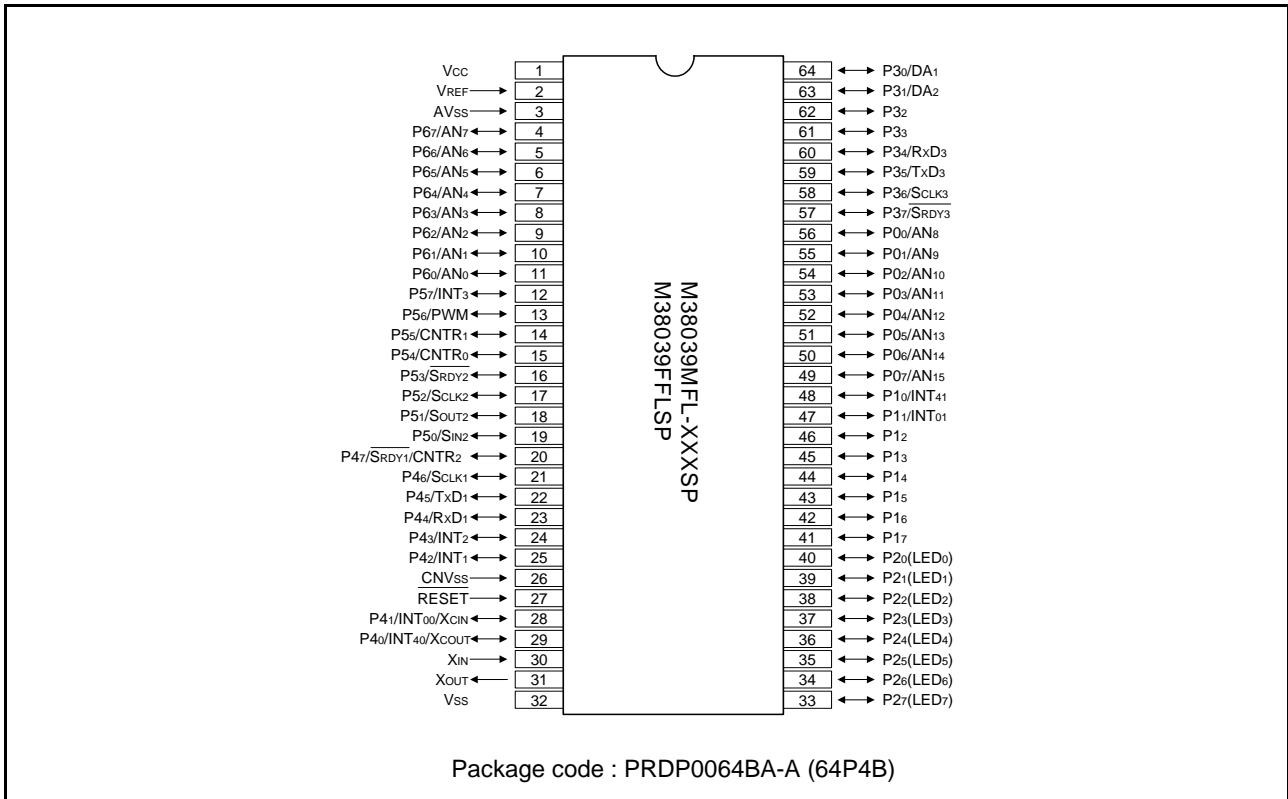 VCC 1 64 P30/DA1
VREF 2 63 P31/DA2
AVSS 3 62 P32
P67/AN7 4 61 P33
P66/AN6 5 60 P34/RxD3
P65/AN5 6 59 P35/TxD3
P64/AN4 7 58 P36/SCLK3
P63/AN3 8 57 P37/SRDY3
P62/AN2 9 56 P00/AN8
P61/AN1 10 55 P01/AN9
P60/AN0 11 54 P02/AN10
P57/INT3 12 53 P03/AN11
P56/PWM 13 52 P04/AN12
P55/CNTR1 14 51 P05/AN13
P54/CNTR0 15 50 P06/AN14
P53/SRDY2 16 49 P07/AN15
P52/SCLK2 17 48 P10/INT41
P51/SOUT2 18 47 P11/INT01
P50/SIN2 19 46 P12
P47/SRDY1/CNTR2 20 45 P13
P46/SCLK1 21 44 P14
P45/TxD1 22 43 P15
P44/RxD1 23 42 P16
P43/INT2 24 41 P17
P42/INT1 25 40 P20(LED0)
CNVSS 26 39 P21(LED1)
RESET 27 38 P22(LED2)
P41/INT00/XCIN 28 37 P23(LED3)
P40/INT40/XCOUT 29 36 P24(LED4)
XIN 30 35 P25(LED5)
XOUT 31 34 P26(LED6)
VSS 32 33 P27(LED7)
M38039MFL-XXXSP
M38039FFLSP
Package code : PRDP0064BA-A (64P4B)